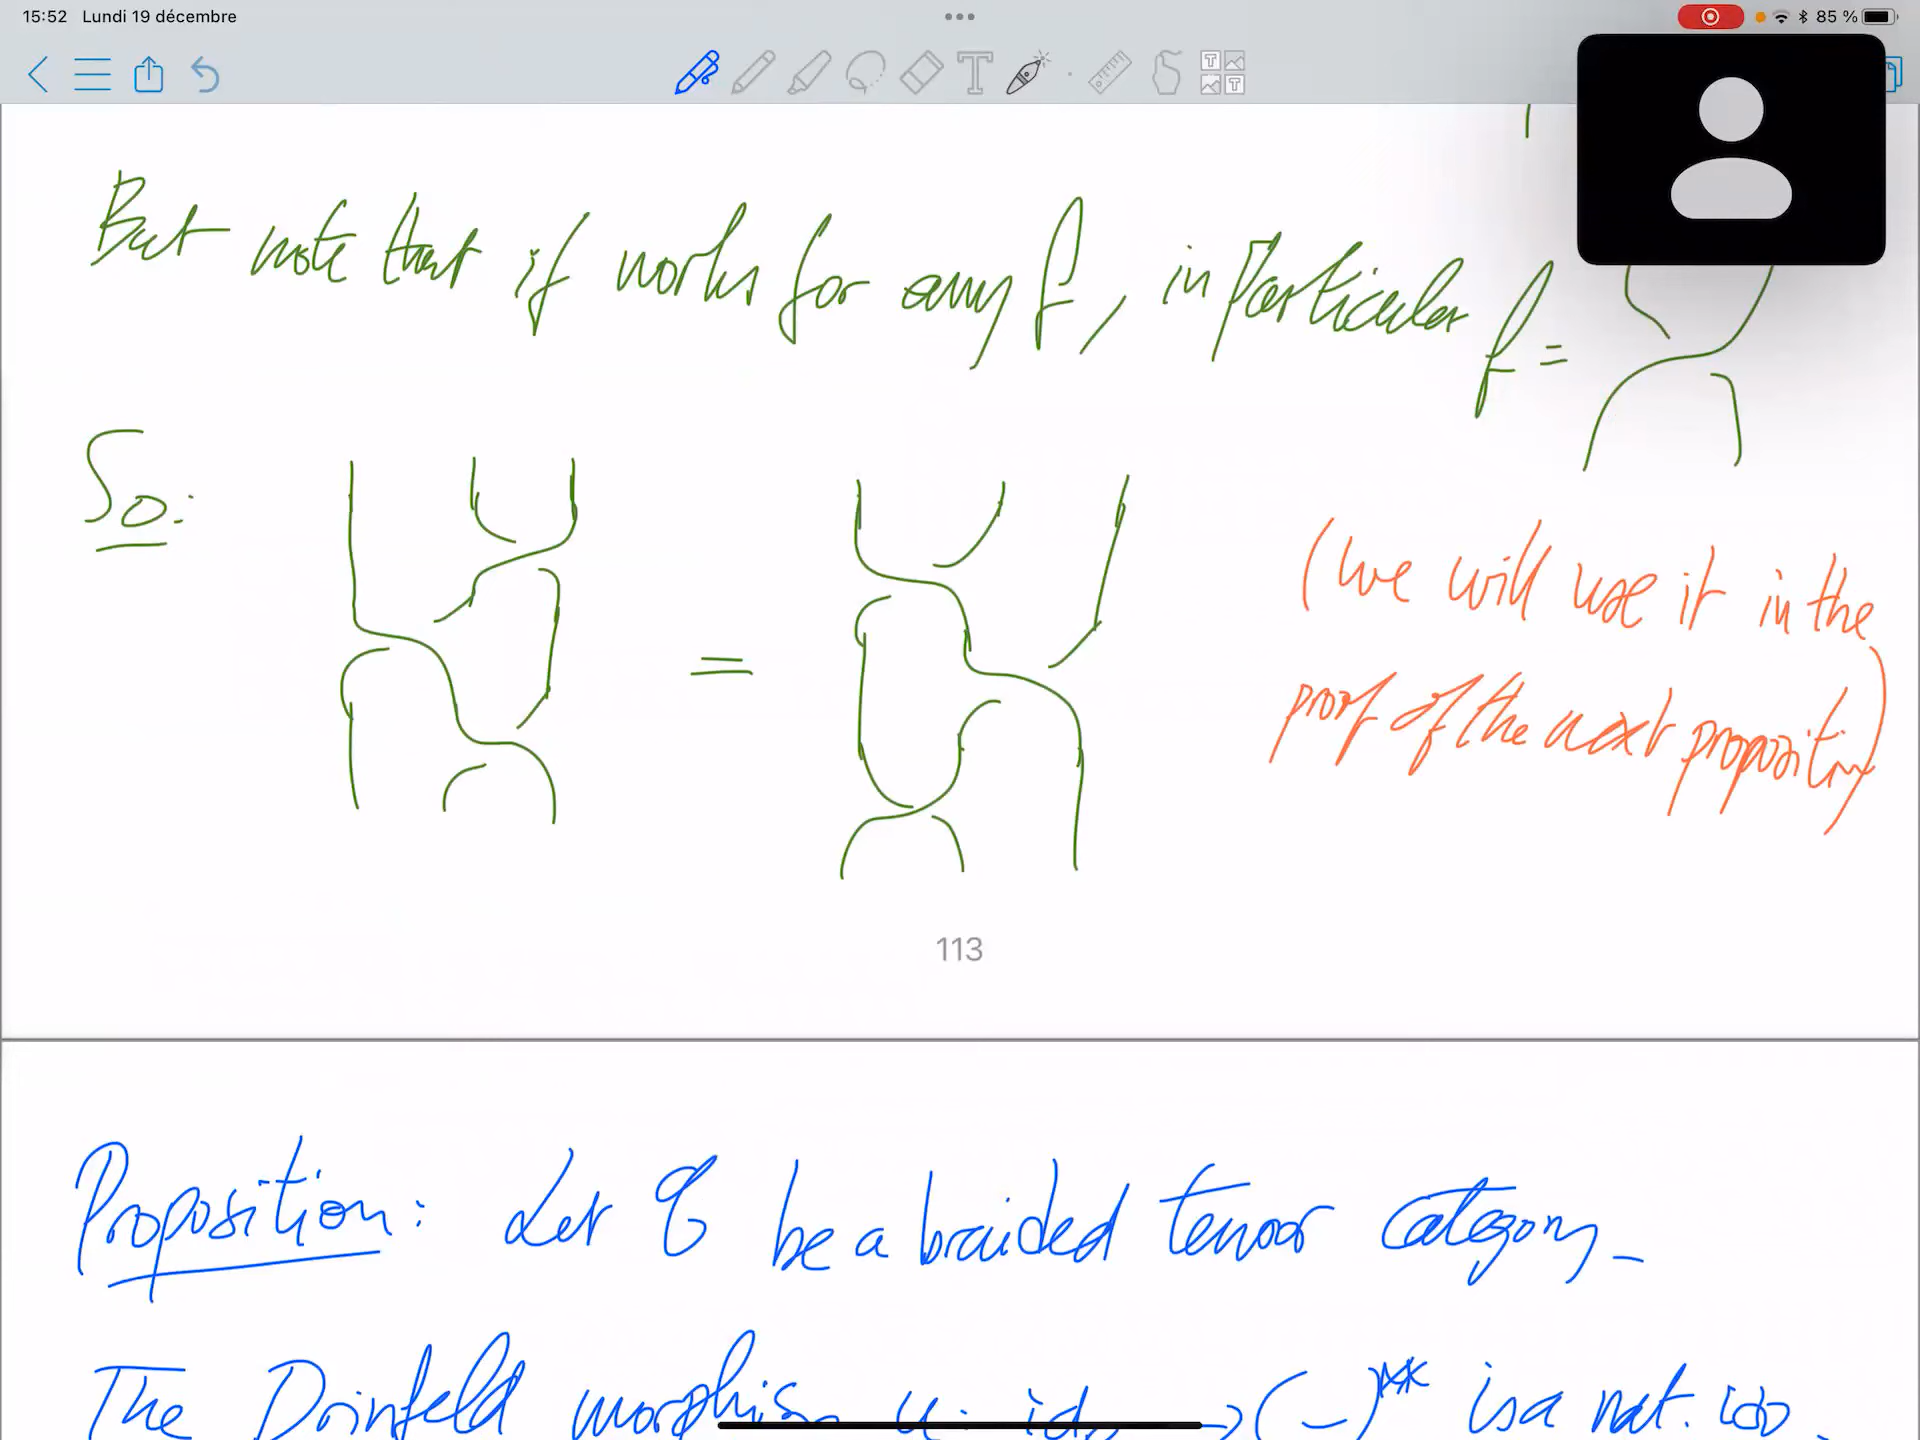 15:52 Lundi 19 décembre 85 %
But note that it works for any f, in particular f =
So:
=
(we will use it in the
proof of the next proposition)
113
Proposition: Let C be a braided tensor category.
The Drinfeld morphism u: id → (-)** is a nat. iso.